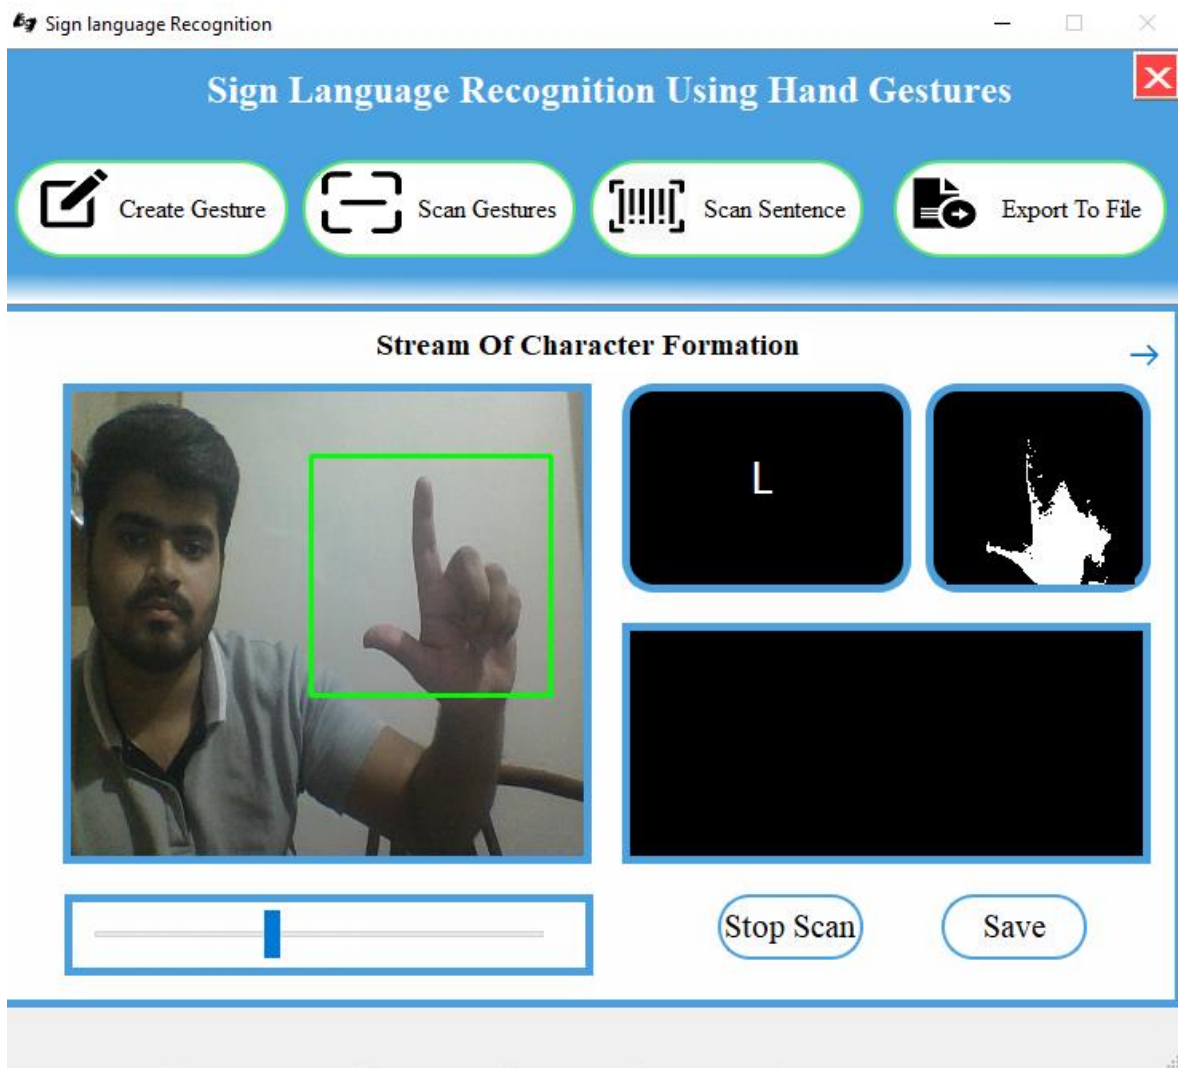 Sign language Recognition
Sign Language Recognition Using Hand Gestures
Create Gesture
Scan Gestures
Scan Sentence
Export To File
Stream Of Character Formation
L
Stop Scan
Save